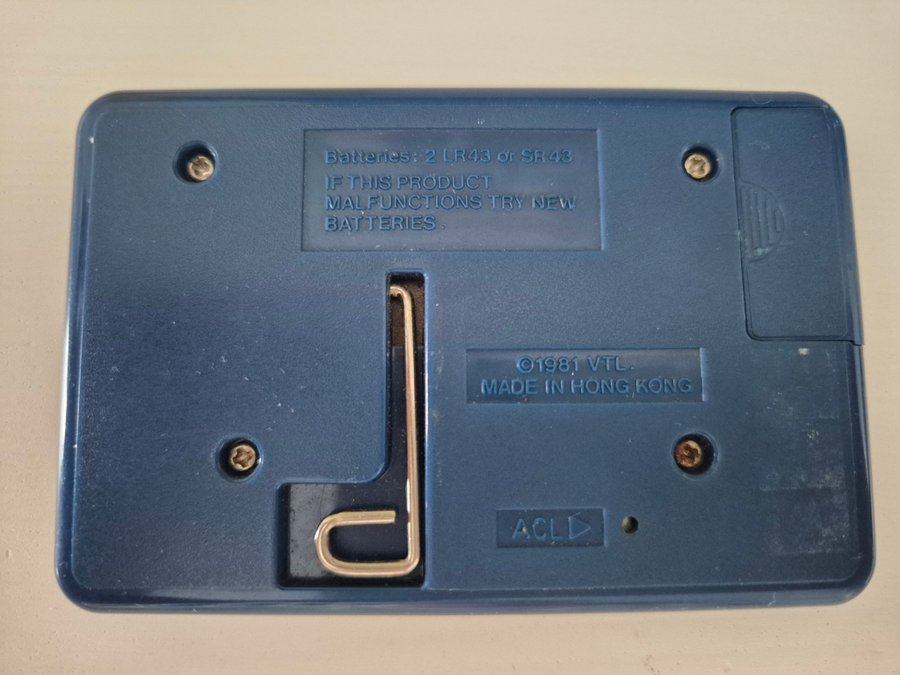 Batteries: 2 LR43 or SR43
IF THIS PRODUCT
MALFUNCTIONS TRY NEW
BATTERIES.
©1981 VTL.
MADE IN HONG KONG
ACL